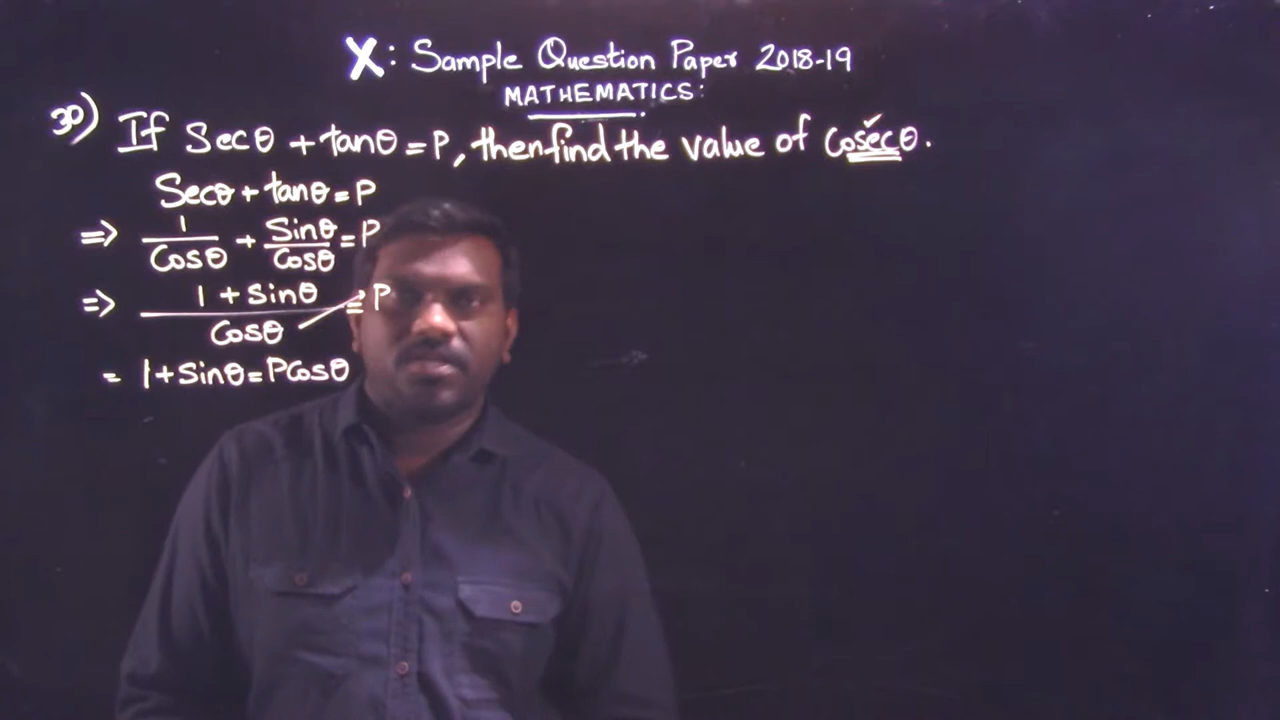 X: Sample Question Paper 2018-19
MATHEMATICS:
30) If Secθ + tanθ = P, then find the value of Cosecθ.
Secθ + tanθ = P
=> 1/Cosθ + Sinθ/Cosθ = P
=> 1 + Sinθ/Cosθ = P
= 1 + Sinθ = PCosθ